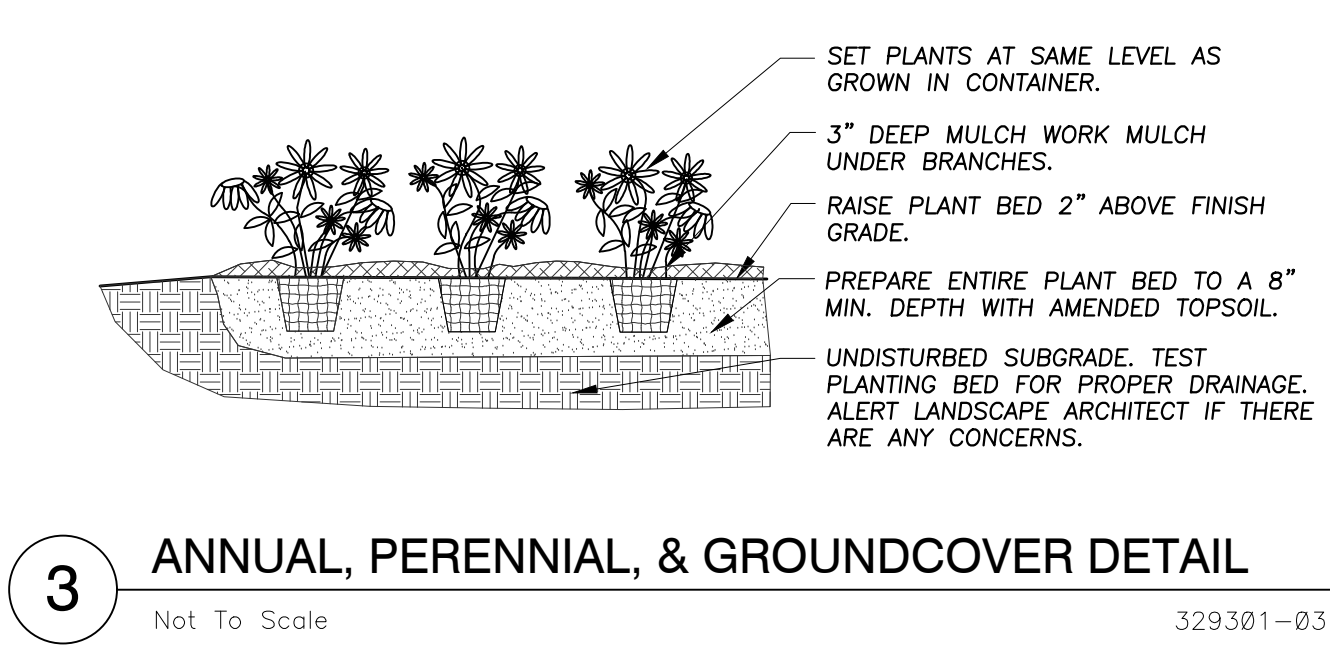 SET PLANTS AT SAME LEVEL AS
GROWN IN CONTAINER.
3" DEEP MULCH WORK MULCH
UNDER BRANCHES.
RAISE PLANT BED 2" ABOVE FINISH
GRADE.
PREPARE ENTIRE PLANT BED TO A 8"
MIN. DEPTH WITH AMENDED TOPSOIL.
UNDISTURBED SUBGRADE. TEST
PLANTING BED FOR PROPER DRAINAGE.
ALERT LANDSCAPE ARCHITECT IF THERE
ARE ANY CONCERNS.
3
ANNUAL, PERENNIAL, & GROUNDCOVER DETAIL
Not To Scale
329301-03